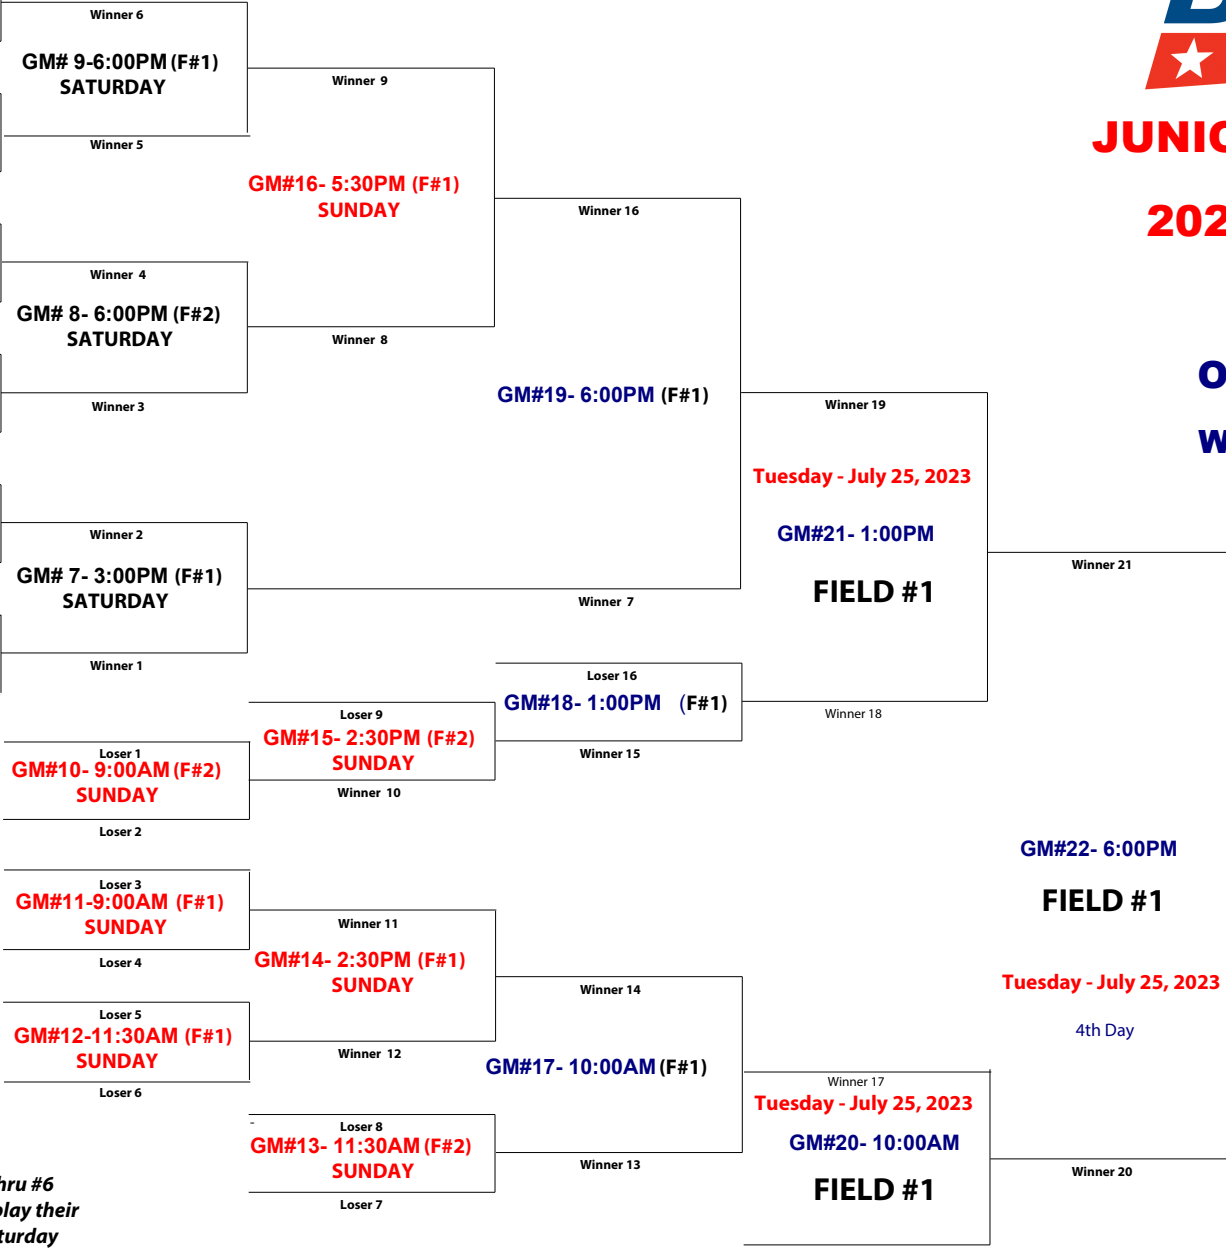 Winner 6
GM# 9-6:00PM (F#1)
SATURDAY
Winner 5
Winner 9
GM#16- 5:30PM (F#1)
SUNDAY
Winner 4
GM# 8- 6:00PM (F#2)
SATURDAY
Winner 3
Winner 8
Winner 16
GM#19- 6:00PM (F#1)
Winner 2
GM# 7- 3:00PM (F#1)
SATURDAY
Winner 1
Winner 7
Winner 19
Tuesday - July 25, 2023
GM#21- 1:00PM
FIELD #1
Winner 21
Loser 16
GM#18- 1:00PM (F#1)
Winner 15
Winner 18
Loser 9
GM#15- 2:30PM (F#2)
SUNDAY
Winner 10
Loser 1
GM#10- 9:00AM (F#2)
SUNDAY
Loser 2
Loser 3
GM#11-9:00AM (F#1)
SUNDAY
Loser 4
Winner 11
GM#14- 2:30PM (F#1)
SUNDAY
Winner 12
Loser 5
GM#12-11:30AM (F#1)
SUNDAY
Loser 6
Winner 14
GM#17- 10:00AM (F#1)
Winner 13
Loser 8
GM#13- 11:30AM (F#2)
SUNDAY
Loser 7
Winner 17
Tuesday - July 25, 2023
GM#20- 10:00AM
FIELD #1
Winner 20
GM#22- 6:00PM
FIELD #1
Tuesday - July 25, 2023
4th Day
#6
their